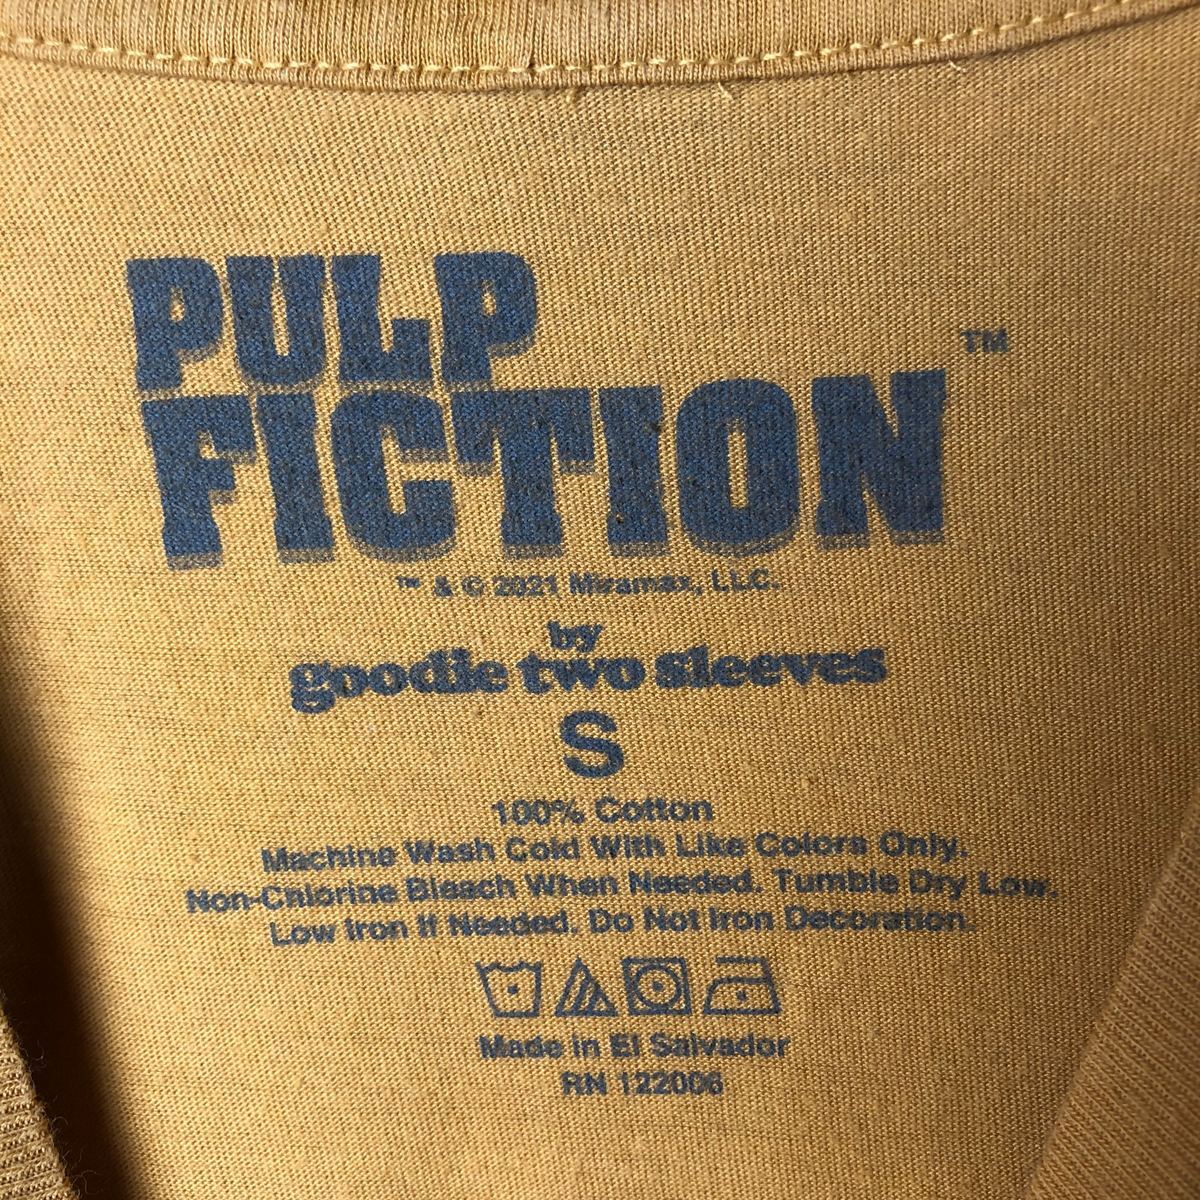 PULP
FICTION ™
™ & © 2021 Miramax, LLC.
by
goodie two sleeves
S
100% Cotton
Machine Wash Cold With Like Colors Only.
Non-Chlorine Bleach When Needed. Tumble Dry Low.
Low Iron If Needed. Do Not Iron Decoration.
Made in El Salvador
RN 122006